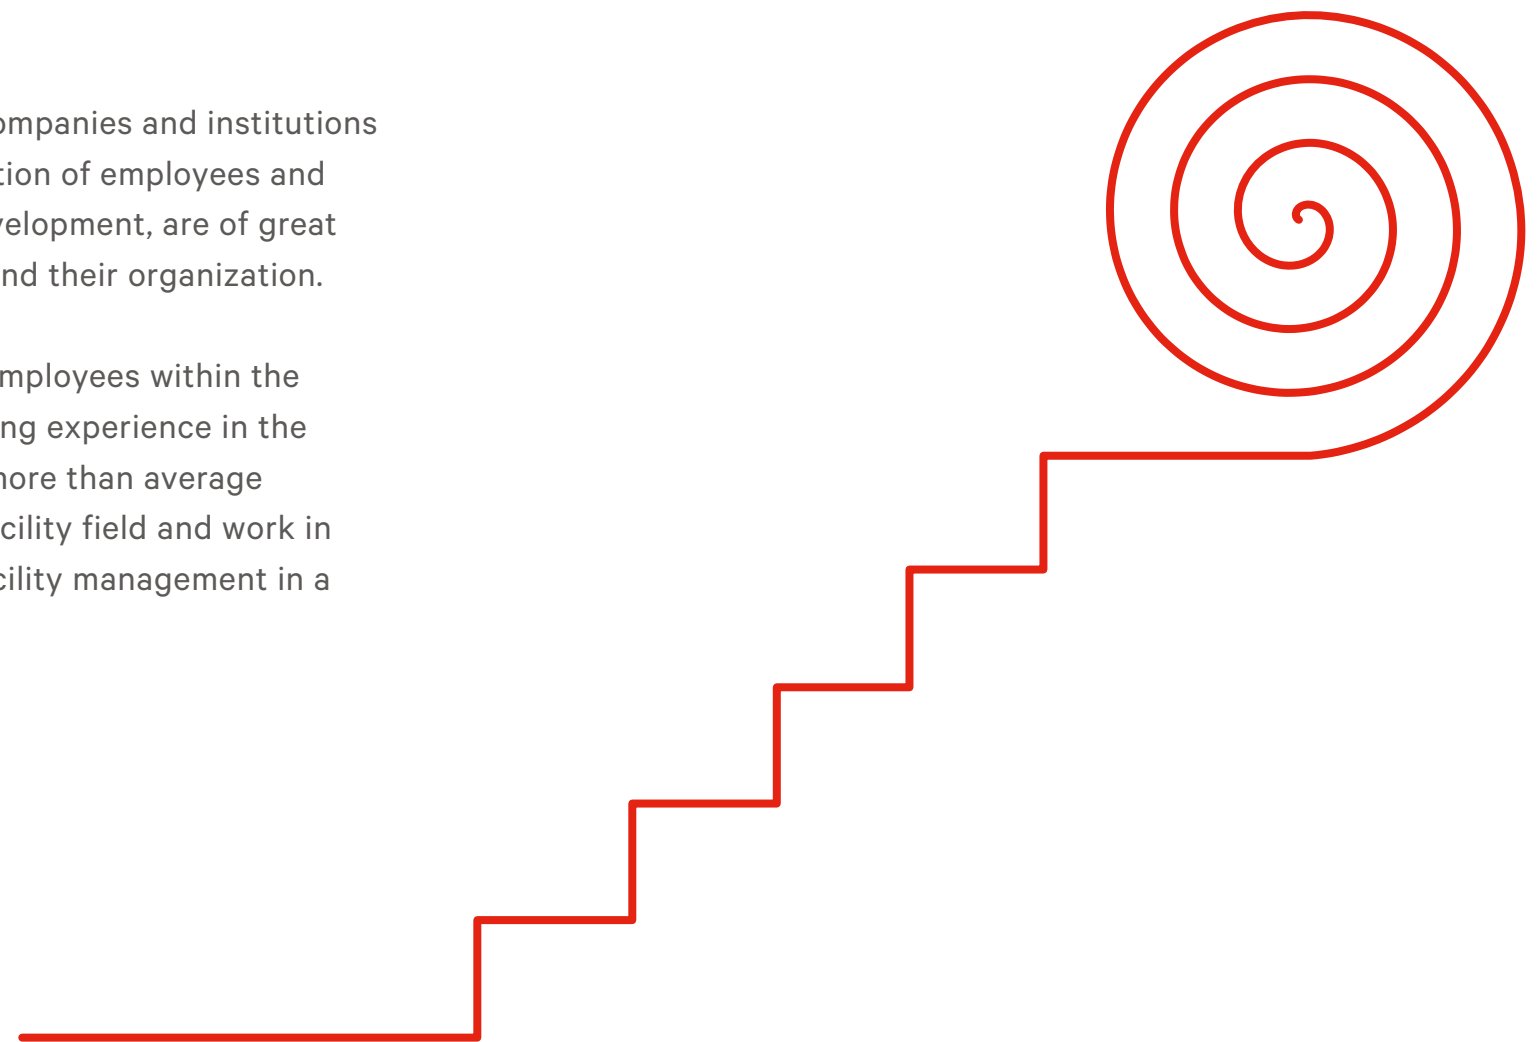 ompanies and institutions
tion of employees and
velopment, are of great
nd their organization.
mployees within the
ng experience in the
more than average
cility field and work in
cility management in a